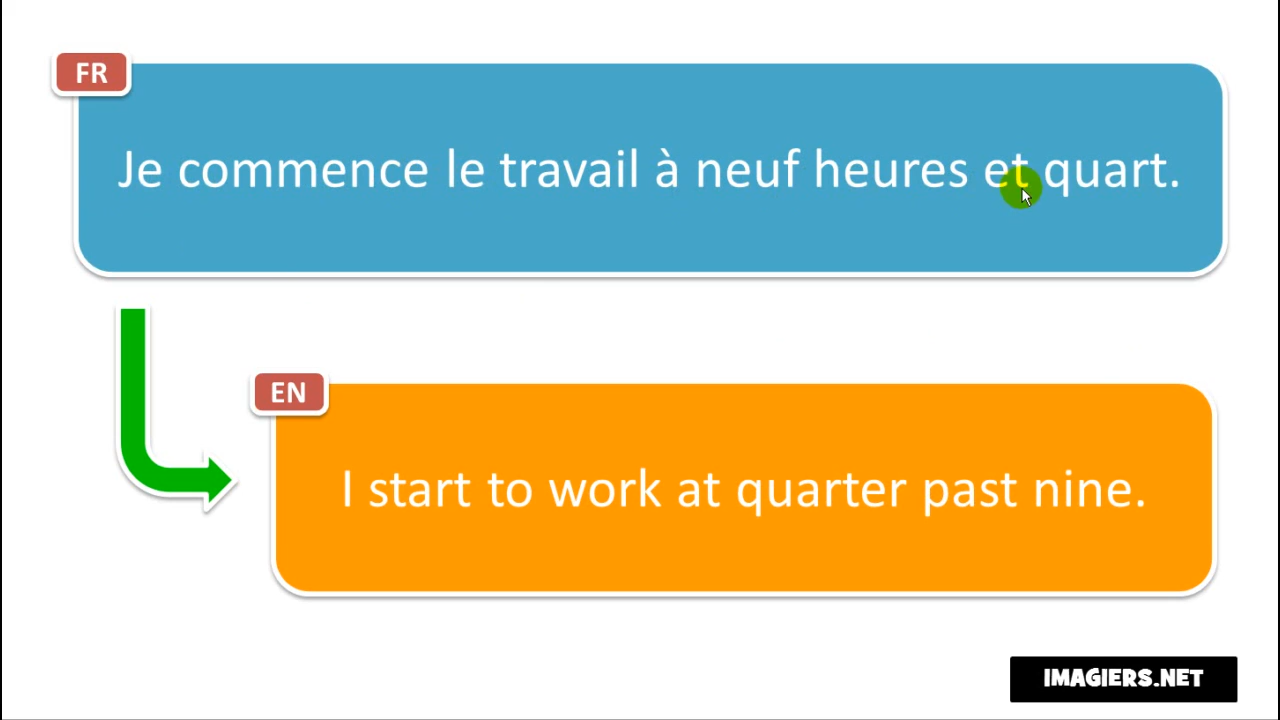 FR
Je commence le travail à neuf heures et quart.
EN
I start to work at quarter past nine.
IMAGIERS.NET